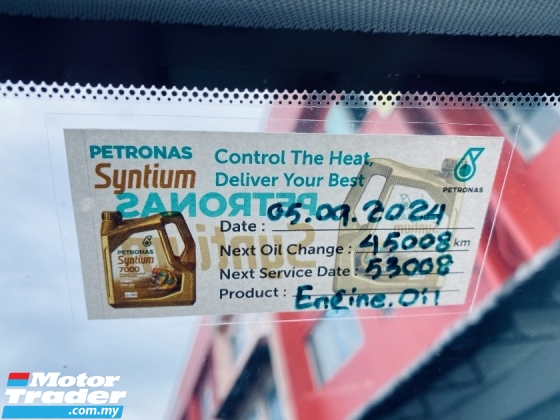 PETRONAS
Syntium
Control The Heat,
Deliver Your Best
PETRONAS
Date : 05.09.2024
Next Oil Change : 45008 km
Next Service Date : 53008
Product : Engine.Oil
PETRONAS
Syntium
7000
Motor
Trader
.com.my